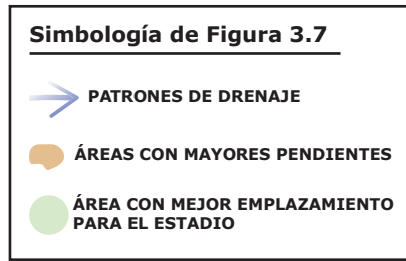 Simbología de Figura 3.7
PATRONES DE DRENAJE
ÁREAS CON MAYORES PENDIENTES
ÁREA CON MEJOR EMPLAZAMIENTO
PARA EL ESTADIO